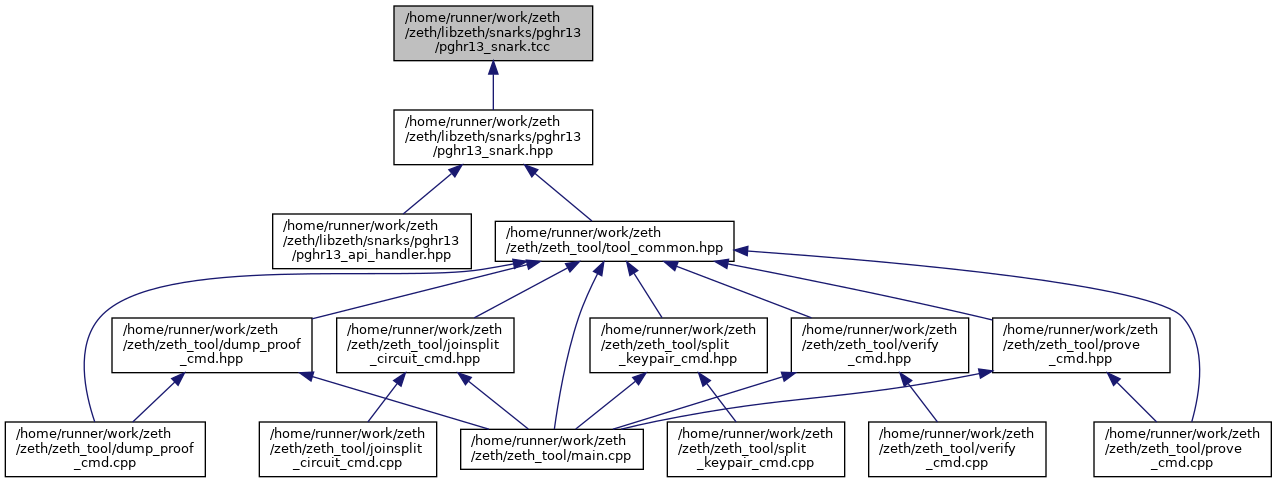 /home/runner/work/zeth
/zeth/libzeth/snarks/pghr13
/pghr13_snark.tcc
/home/runner/work/zeth
/zeth/libzeth/snarks/pghr13
/pghr13_snark.hpp
/home/runner/work/zeth
/zeth/libzeth/snarks/pghr13
/pghr13_api_handler.hpp
/home/runner/work/zeth
/zeth/zeth_tool/tool_common.hpp
/home/runner/work/zeth
/zeth/zeth_tool/dump_proof
_cmd.hpp
/home/runner/work/zeth
/zeth/zeth_tool/joinsplit
_circuit_cmd.hpp
/home/runner/work/zeth
/zeth/zeth_tool/split
_keypair_cmd.hpp
/home/runner/work/zeth
/zeth/zeth_tool/verify
_cmd.hpp
/home/runner/work/zeth
/zeth/zeth_tool/prove
_cmd.hpp
/home/runner/work/zeth
/zeth/zeth_tool/dump_proof
_cmd.cpp
/home/runner/work/zeth
/zeth/zeth_tool/joinsplit
_circuit_cmd.cpp
/home/runner/work/zeth
/zeth/zeth_tool/main.cpp
/home/runner/work/zeth
/zeth/zeth_tool/split
_keypair_cmd.cpp
/home/runner/work/zeth
/zeth/zeth_tool/verify
_cmd.cpp
/home/runner/work/zeth
/zeth/zeth_tool/prove
_cmd.cpp